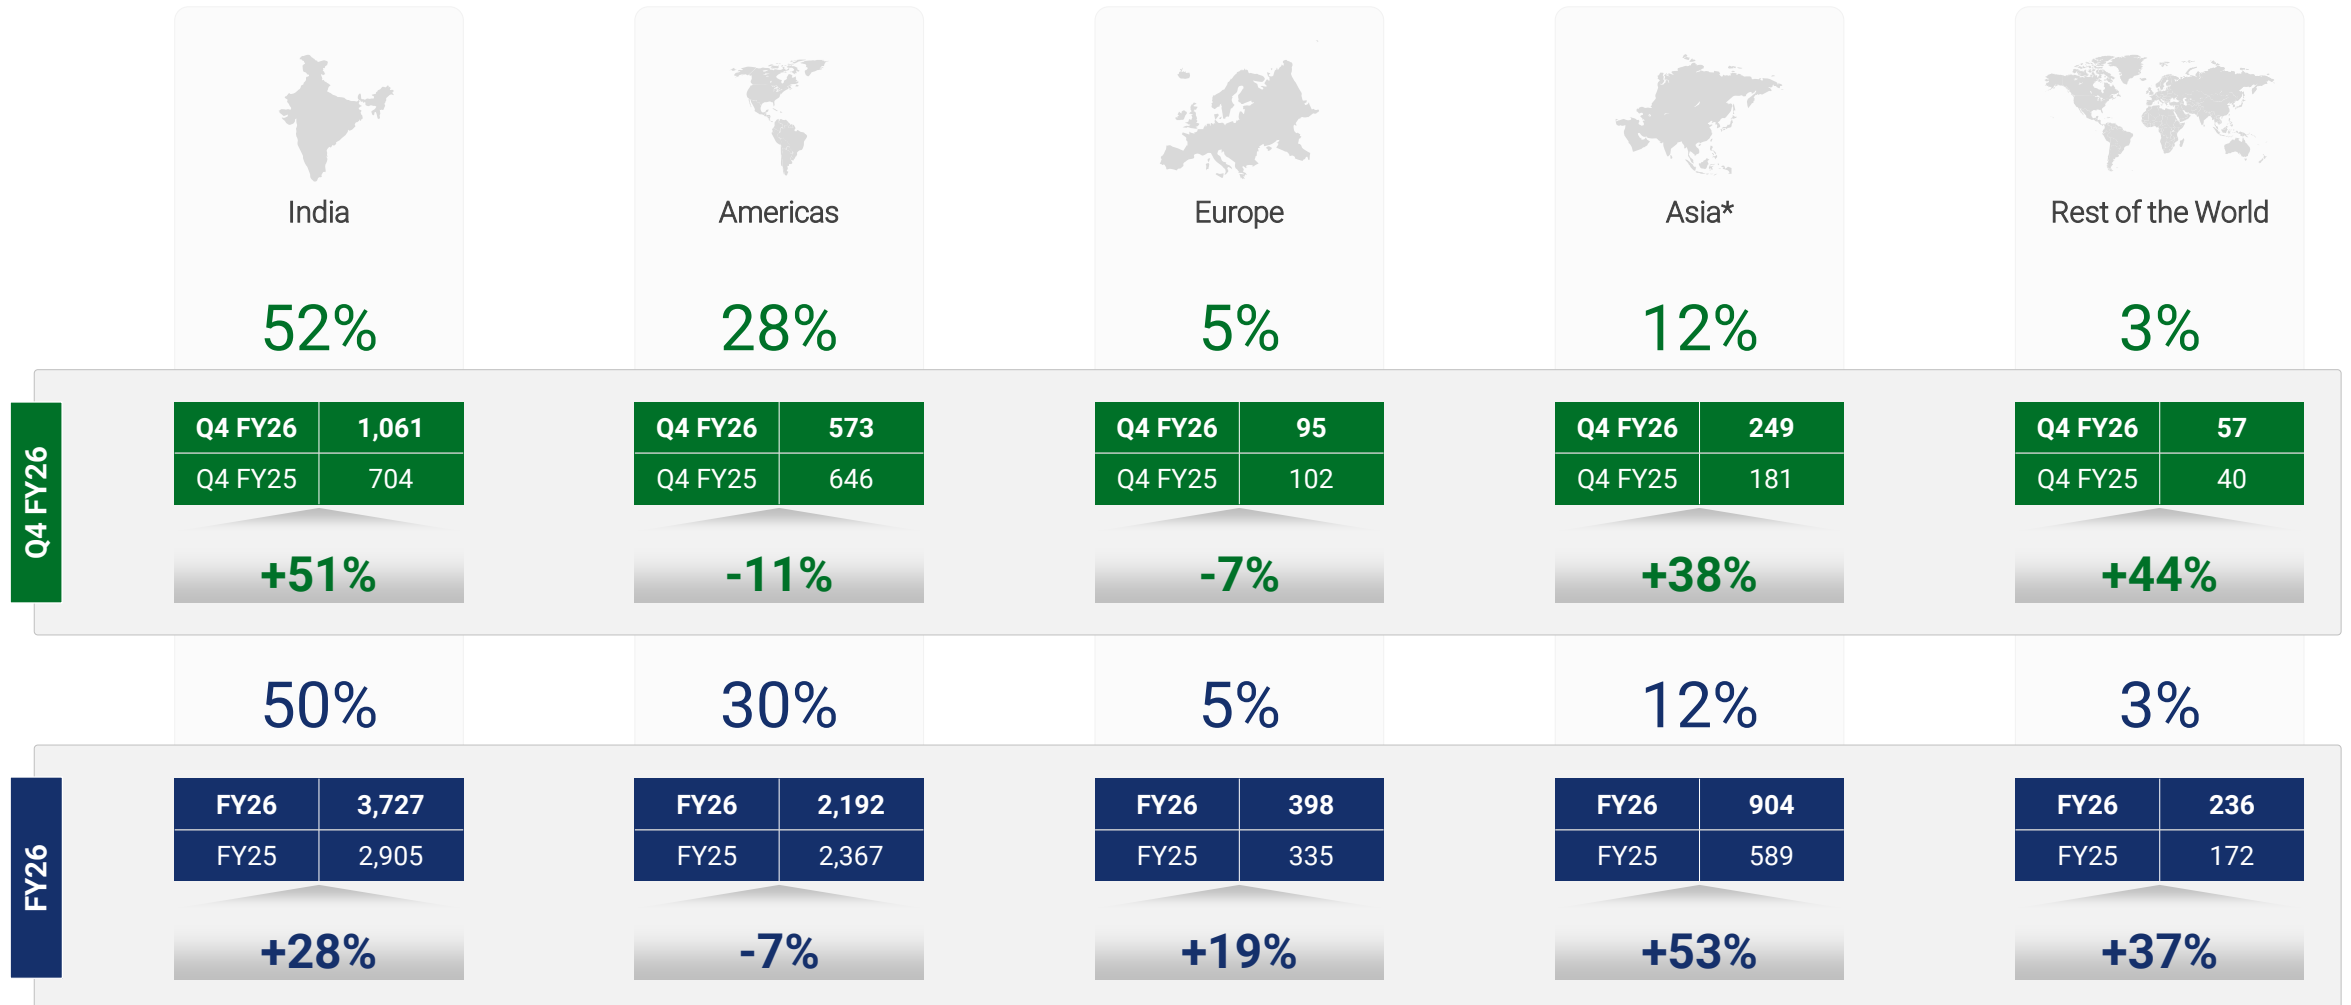 India Americas Europe Asia* Rest of the World
52% 28% 5% 12% 3%
Q4 FY26
Q4 FY26 1,061 Q4 FY26 573 Q4 FY26 95 Q4 FY26 249 Q4 FY26 57
Q4 FY25 704 Q4 FY25 646 Q4 FY25 102 Q4 FY25 181 Q4 FY25 40
+51% -11% -7% +38% +44%
50% 30% 5% 12% 3%
FY26
FY26 3,727 FY26 2,192 FY26 398 FY26 904 FY26 236
FY25 2,905 FY25 2,367 FY25 335 FY25 589 FY25 172
+28% -7% +19% +53% +37%